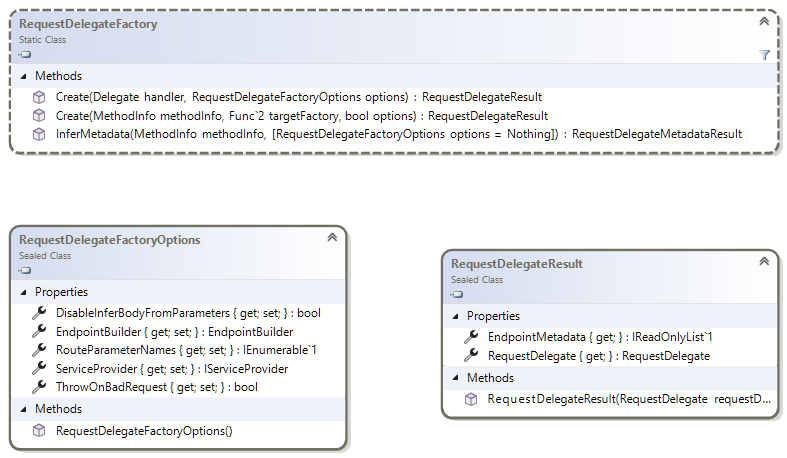 RequestDelegateFactory
Static Class
Methods
Create(Delegate handler, RequestDelegateFactoryOptions options) : RequestDelegateResult
Create(MethodInfo methodInfo, Func`2 targetFactory, bool options) : RequestDelegateResult
InferMetadata(MethodInfo methodInfo, [RequestDelegateFactoryOptions options = Nothing]) : RequestDelegateMetadataResult
RequestDelegateFactoryOptions
Sealed Class
Properties
DisableInferBodyFromParameters { get; set; } : bool
EndpointBuilder { get; set; } : EndpointBuilder
RouteParameterNames { get; set; } : IEnumerable`1
ServiceProvider { get; set; } : IServiceProvider
ThrowOnBadRequest { get; set; } : bool
Methods
RequestDelegateFactoryOptions()
RequestDelegateResult
Sealed Class
Properties
EndpointMetadata { get; } : IReadOnlyList`1
RequestDelegate { get; } : RequestDelegate
Methods
RequestDelegateResult(RequestDelegate requestD...